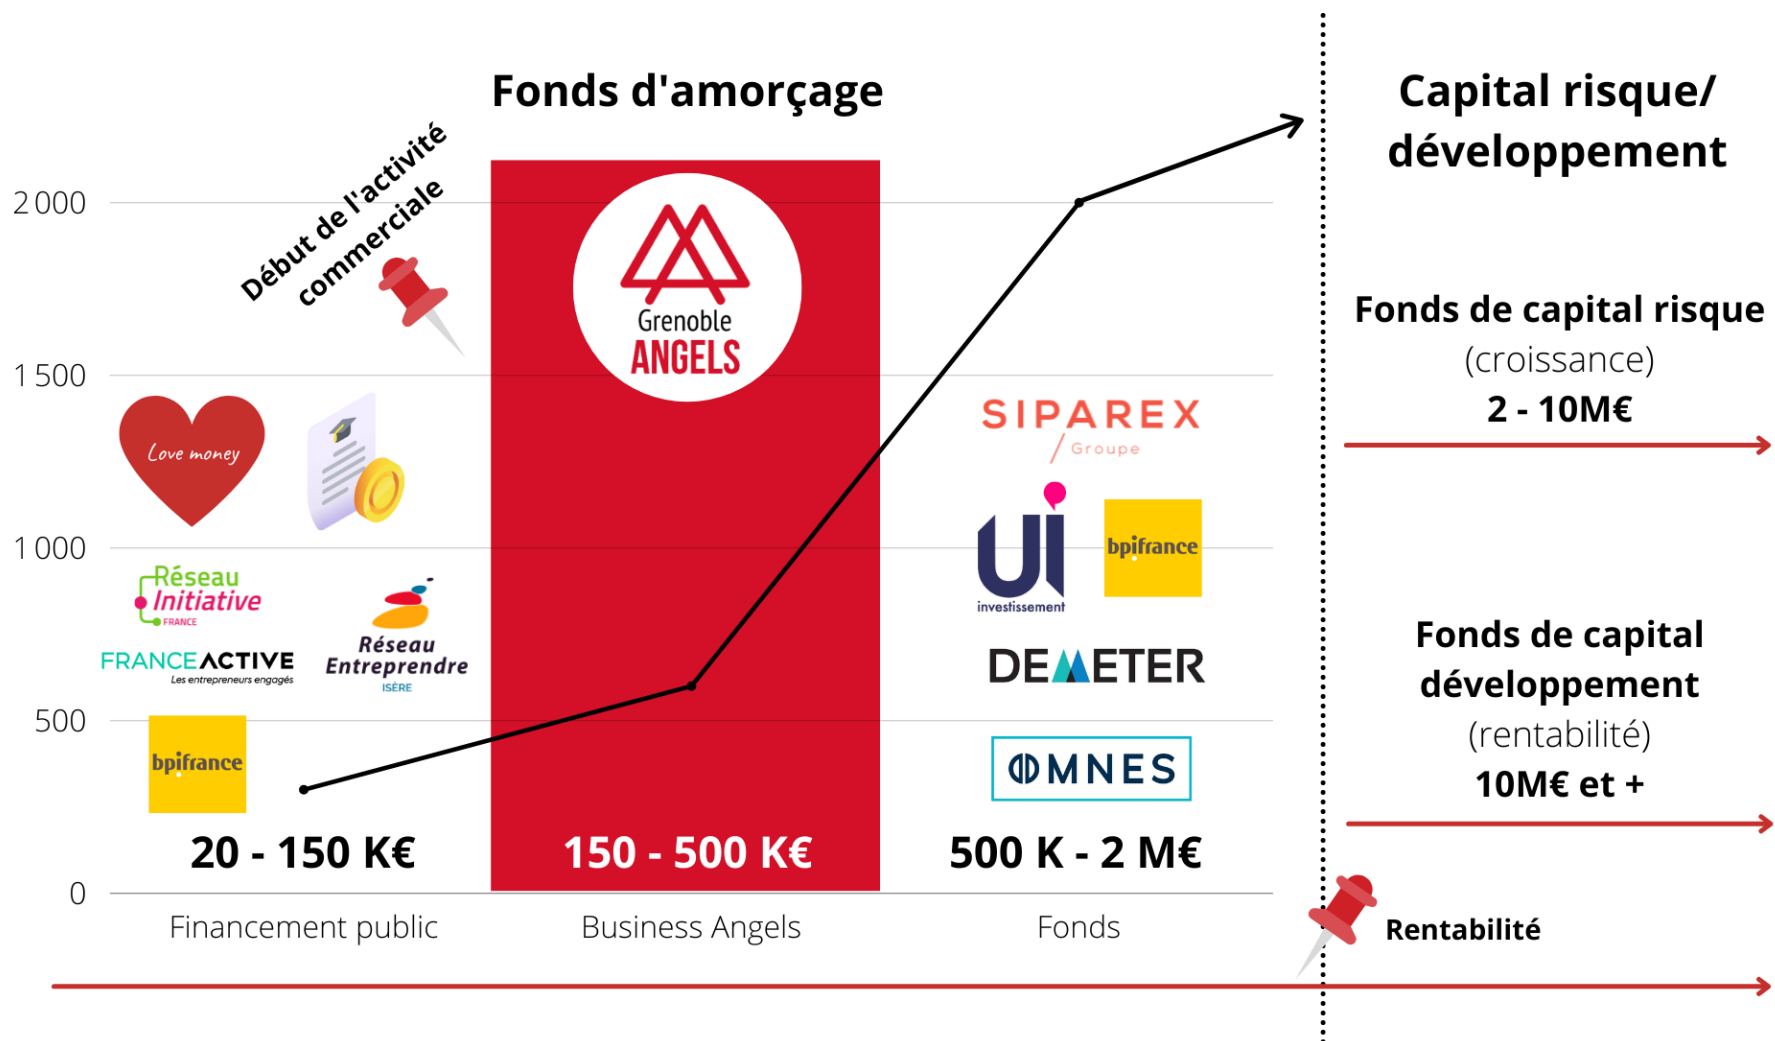 Fonds d'amorçage
Capital risque/
développement
Début de l'activité
commerciale
2 000
1 500
1 000
500
0
Grenoble
ANGELS
Love money
Réseau
Initiative
FRANCE
FRANCEACTIVE
Les entrepreneurs engagés
Réseau
Entreprendre
ISÈRE
bpifrance
SIPAREX
Groupe
Ui
investissement
bpifrance
DEMETER
OMNES
20 - 150 K€
150 - 500 K€
500 K - 2 M€
Financement public
Business Angels
Fonds
Fonds de capital risque
(croissance)
2 - 10M€
Fonds de capital
développement
(rentabilité)
10M€ et +
Rentabilité